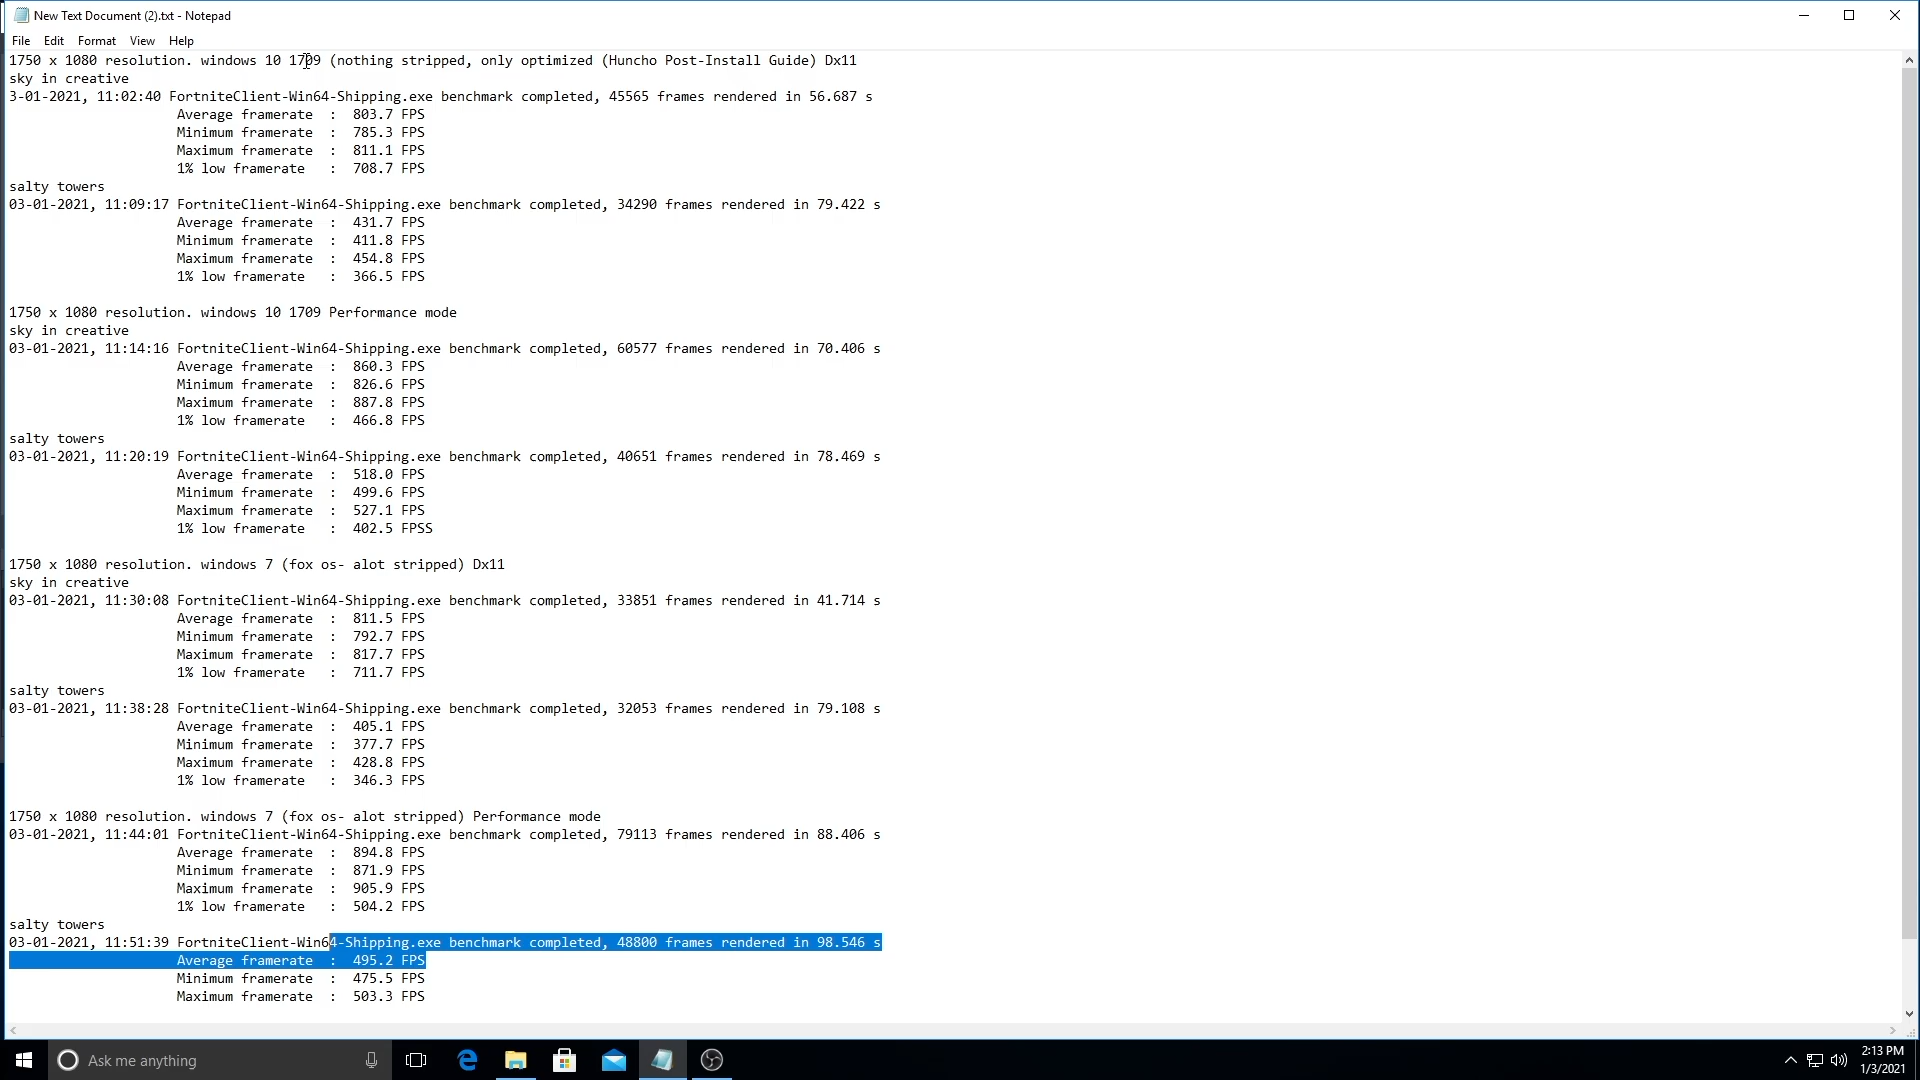 New Text Document (2).txt - Notepad
File Edit Format View Help
1750 x 1080 resolution. windows 10 1709 (nothing stripped, only optimized (Huncho Post-Install Guide) Dx11
sky in creative
3-01-2021, 11:02:40 FortniteClient-Win64-Shipping.exe benchmark completed, 45565 frames rendered in 56.687 s
Average framerate : 803.7 FPS
Minimum framerate : 785.3 FPS
Maximum framerate : 811.1 FPS
1% low framerate : 708.7 FPS
salty towers
03-01-2021, 11:09:17 FortniteClient-Win64-Shipping.exe benchmark completed, 34290 frames rendered in 79.422 s
Average framerate : 431.7 FPS
Minimum framerate : 411.8 FPS
Maximum framerate : 454.8 FPS
1% low framerate : 366.5 FPS
1750 x 1080 resolution. windows 10 1709 Performance mode
sky in creative
03-01-2021, 11:14:16 FortniteClient-Win64-Shipping.exe benchmark completed, 60577 frames rendered in 70.406 s
Average framerate : 860.3 FPS
Minimum framerate : 826.6 FPS
Maximum framerate : 887.8 FPS
1% low framerate : 466.8 FPS
salty towers
03-01-2021, 11:20:19 FortniteClient-Win64-Shipping.exe benchmark completed, 40651 frames rendered in 78.469 s
Average framerate : 518.0 FPS
Minimum framerate : 499.6 FPS
Maximum framerate : 527.1 FPS
1% low framerate : 402.5 FPSS
1750 x 1080 resolution. windows 7 (fox os- alot stripped) Dx11
sky in creative
03-01-2021, 11:30:08 FortniteClient-Win64-Shipping.exe benchmark completed, 33851 frames rendered in 41.714 s
Average framerate : 811.5 FPS
Minimum framerate : 792.7 FPS
Maximum framerate : 817.7 FPS
1% low framerate : 711.7 FPS
salty towers
03-01-2021, 11:38:28 FortniteClient-Win64-Shipping.exe benchmark completed, 32053 frames rendered in 79.108 s
Average framerate : 405.1 FPS
Minimum framerate : 377.7 FPS
Maximum framerate : 428.8 FPS
1% low framerate : 346.3 FPS
1750 x 1080 resolution. windows 7 (fox os- alot stripped) Performance mode
03-01-2021, 11:44:01 FortniteClient-Win64-Shipping.exe benchmark completed, 79113 frames rendered in 88.406 s
Average framerate : 894.8 FPS
Minimum framerate : 871.9 FPS
Maximum framerate : 905.9 FPS
1% low framerate : 504.2 FPS
salty towers
03-01-2021, 11:51:39 FortniteClient-Win64-Shipping.exe benchmark completed, 48800 frames rendered in 98.546 s
Average framerate : 495.2 FPS
Minimum framerate : 475.5 FPS
Maximum framerate : 503.3 FPS
Ask me anything
2:13 PM
1/3/2021